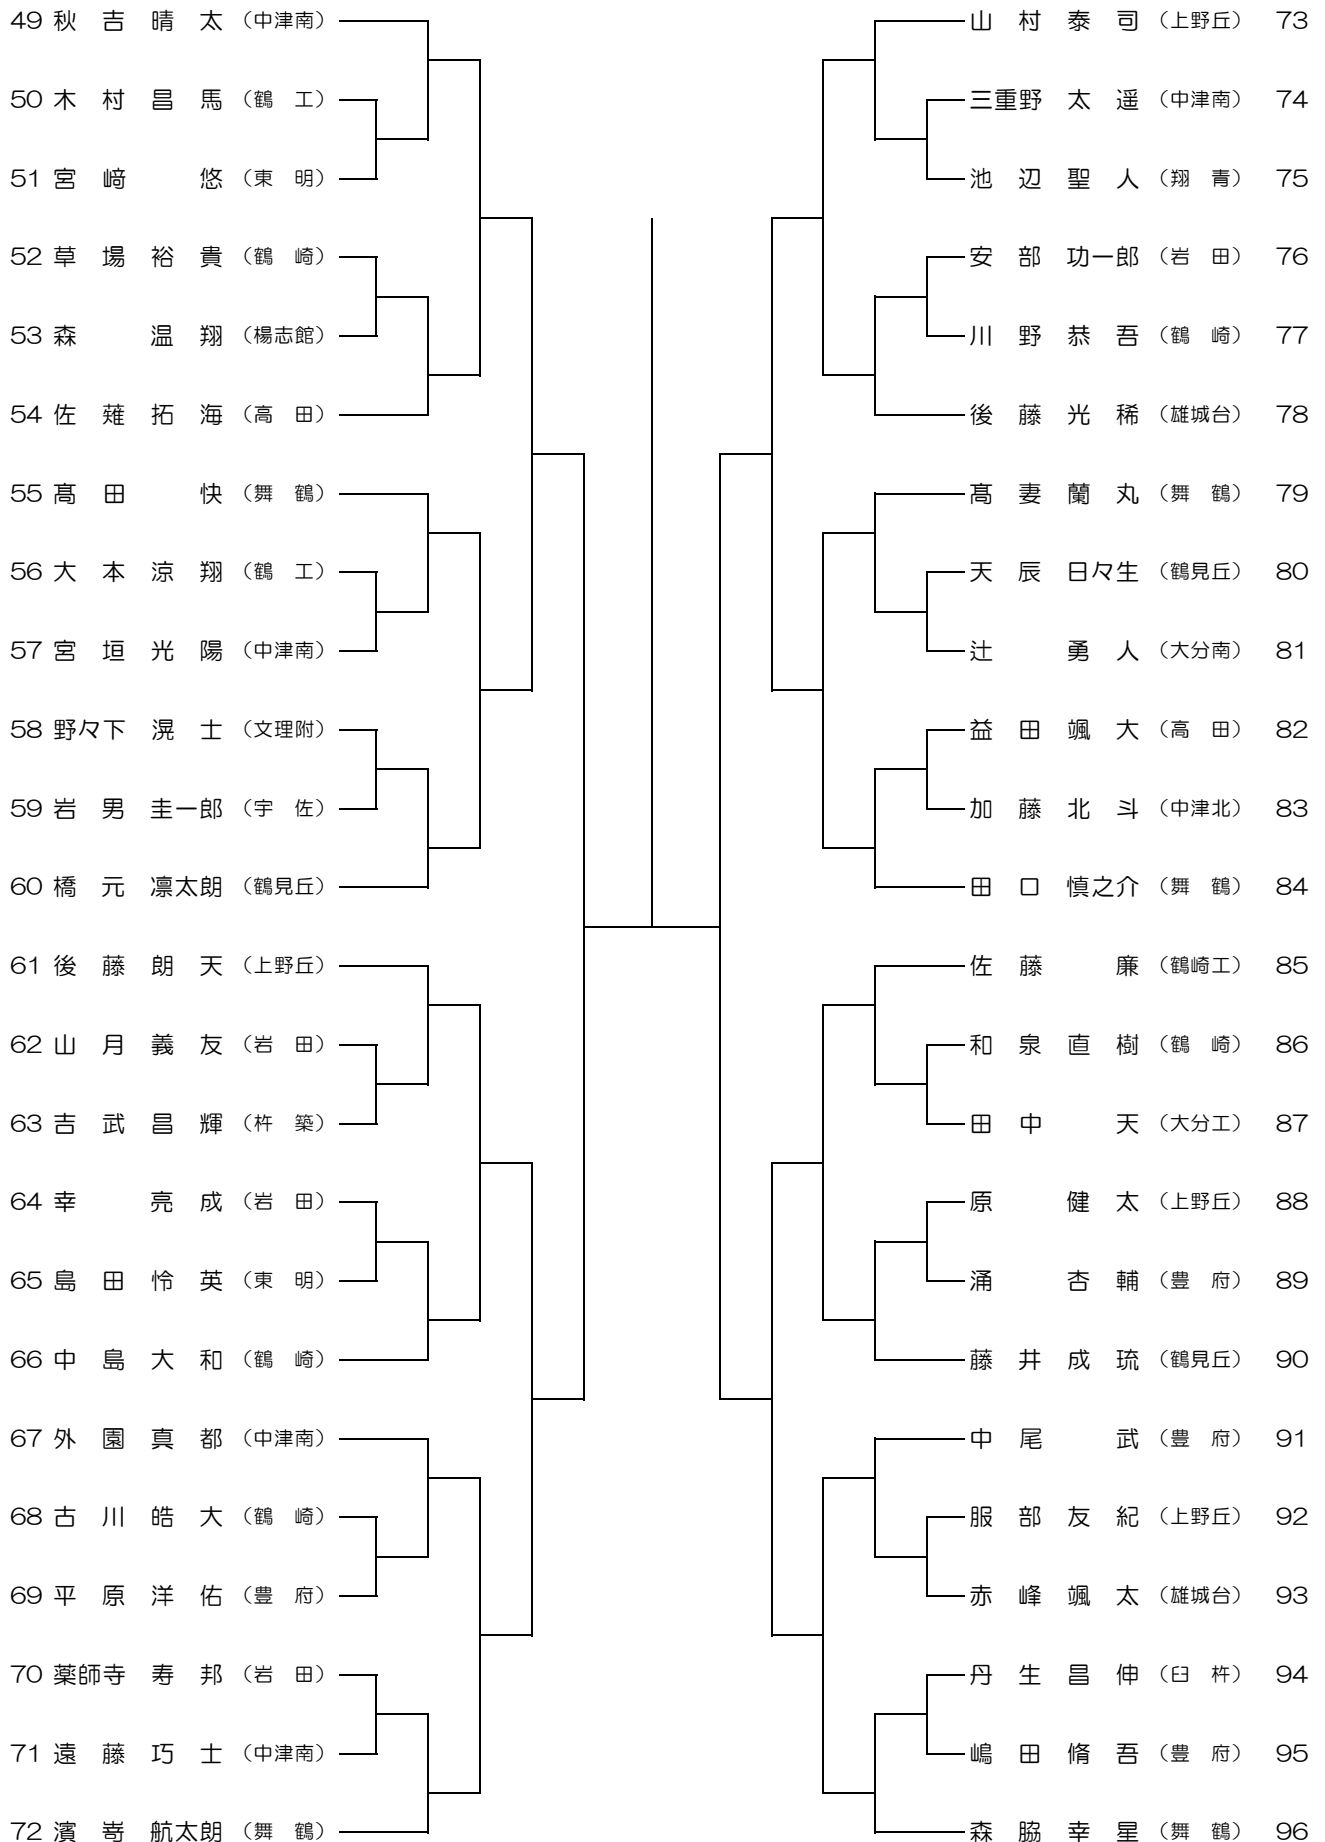 49 秋 吉 晴 太 (中津南)
50 木 村 昌 馬 (鶴 工)
51 宮 﨑 悠 (東 明)
52 草 場 裕 貴 (鶴 崎)
53 森 温 翔 (楊志館)
54 佐 薙 拓 海 (高 田)
55 髙 田 快 (舞 鶴)
56 大 本 涼 翔 (鶴 工)
57 宮 垣 光 陽 (中津南)
58 野々下 滉 士 (文理附)
59 岩 男 圭一郎 (宇 佐)
60 橋 元 凛太朗 (鶴見丘)
61 後 藤 朗 天 (上野丘)
62 山 月 義 友 (岩 田)
63 吉 武 昌 輝 (杵 築)
64 幸 亮 成 (岩 田)
65 島 田 怜 英 (東 明)
66 中 島 大 和 (鶴 崎)
67 外 園 真 都 (中津南)
68 古 川 皓 大 (鶴 崎)
69 平 原 洋 佑 (豊 府)
70 薬師寺 寿 邦 (岩 田)
71 遠 藤 巧 士 (中津南)
72 濱 嵜 航太朗 (舞 鶴)
山 村 泰 司 (上野丘) 73
三重野 太 遥 (中津南) 74
池 辺 聖 人 (翔 青) 75
安 部 功一郎 (岩 田) 76
川 野 恭 吾 (鶴 崎) 77
後 藤 光 稀 (雄城台) 78
髙 妻 蘭 丸 (舞 鶴) 79
天 辰 日々生 (鶴見丘) 80
辻 勇 人 (大分南) 81
益 田 颯 大 (高 田) 82
加 藤 北 斗 (中津北) 83
田 口 慎之介 (舞 鶴) 84
佐 藤 廉 (鶴崎工) 85
和 泉 直 樹 (鶴 崎) 86
田 中 天 (大分工) 87
原 健 太 (上野丘) 88
涌 杏 輔 (豊 府) 89
藤 井 成 琉 (鶴見丘) 90
中 尾 武 (豊 府) 91
服 部 友 紀 (上野丘) 92
赤 峰 颯 太 (雄城台) 93
丹 生 昌 伸 (臼 杵) 94
嶋 田 脩 吾 (豊 府) 95
森 脇 幸 星 (舞 鶴) 96